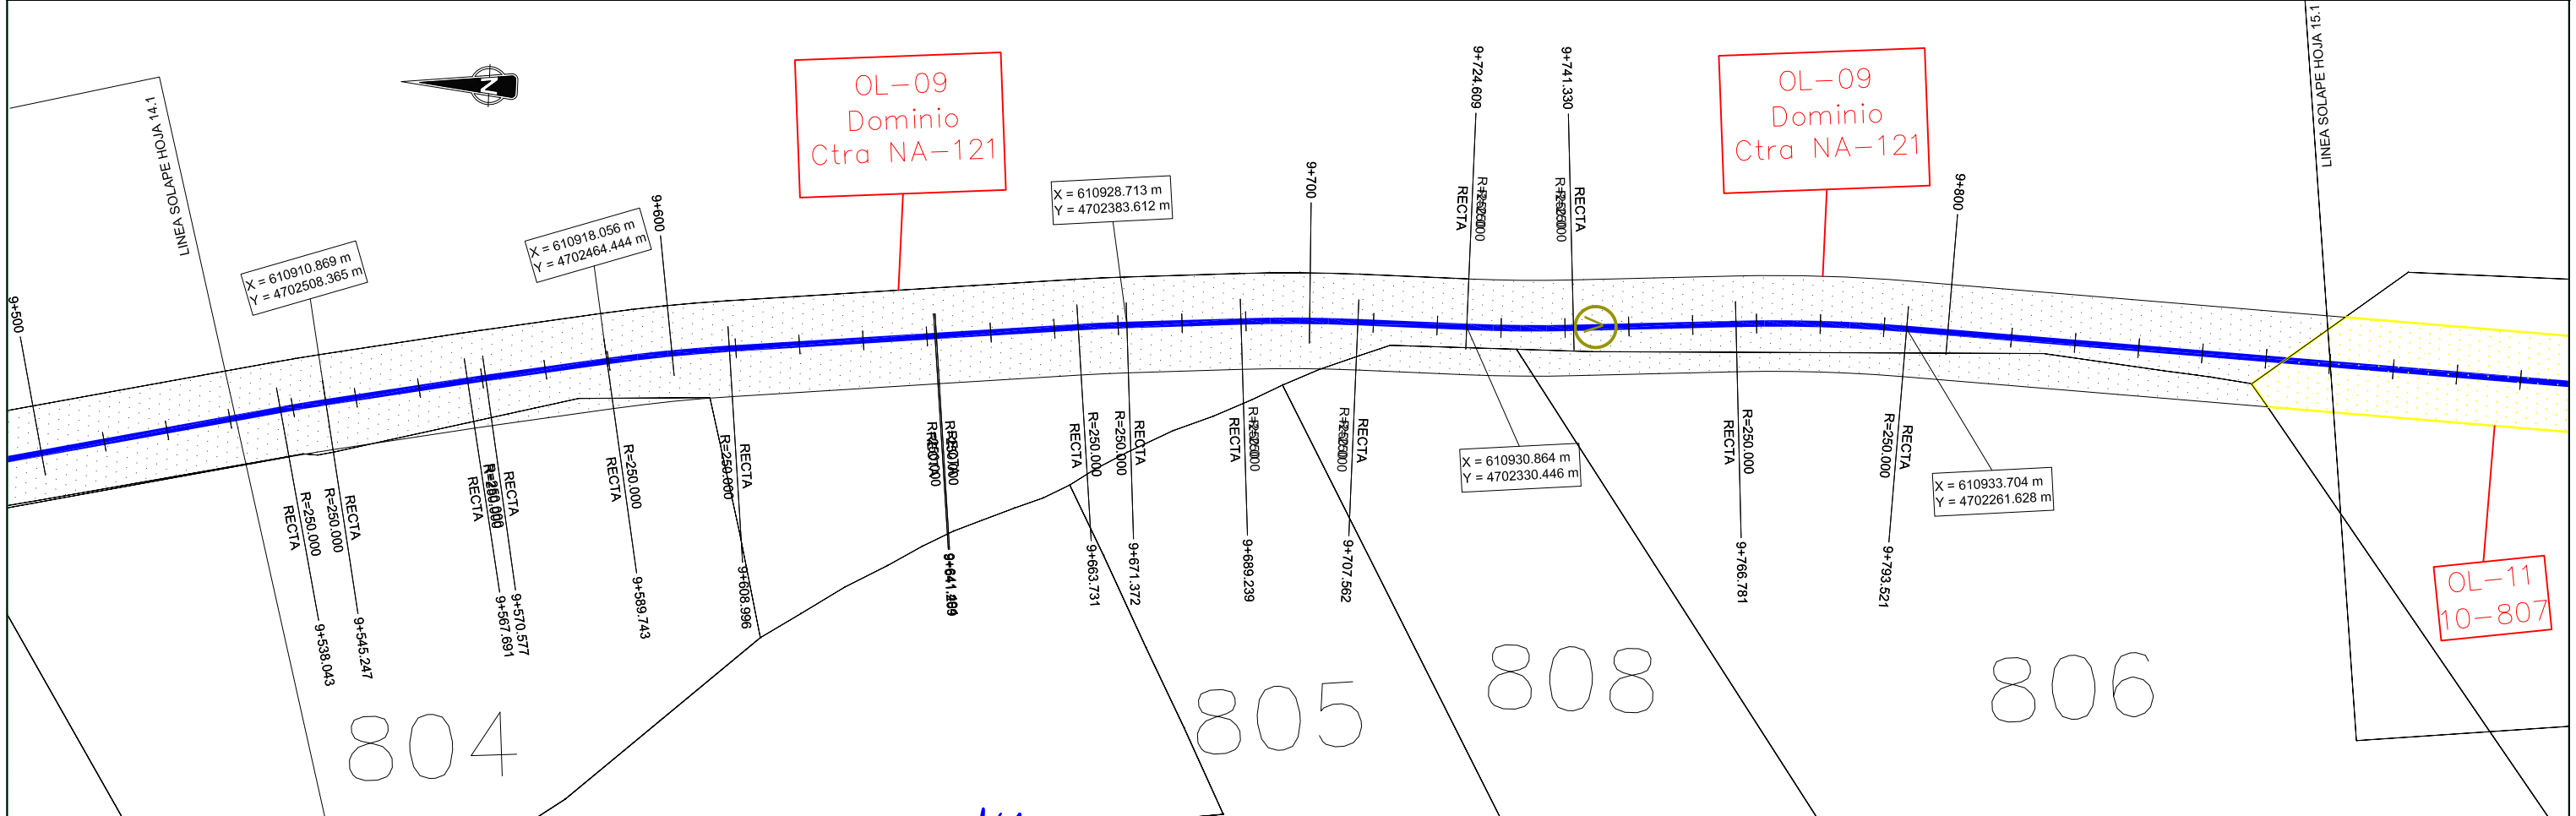 LINEA SOLAPE HOJA 14.1
N
OL-09
Dominio
Ctra NA-121
OL-09
Dominio
Ctra NA-121
LINEA SOLAPE HOJA 15.1
9+500
X = 610910.869 m
Y = 4702508.365 m
X = 610918.056 m
Y = 4702464.444 m
9+600
X = 610928.713 m
Y = 4702383.612 m
9+700
9+724.609
RECTA
9+741.330
RECTA
9+800
V
RECTA
R=250.000
9+538.043
R=250.000
RECTA
9+545.247
RECTA
9+567.691
RECTA
9+570.577
RECTA
R=250.000
9+589.743
R=250.000
RECTA
9+608.996
RECTA
R=250.000
9+663.731
R=250.000
RECTA
9+671.372
RECTA
9+689.239
RECTA
9+707.562
X = 610930.864 m
Y = 4702330.446 m
RECTA
R=250.000
9+766.781
R=250.000
RECTA
9+793.521
X = 610933.704 m
Y = 4702261.628 m
OL-11
10-807
804
805
808
806